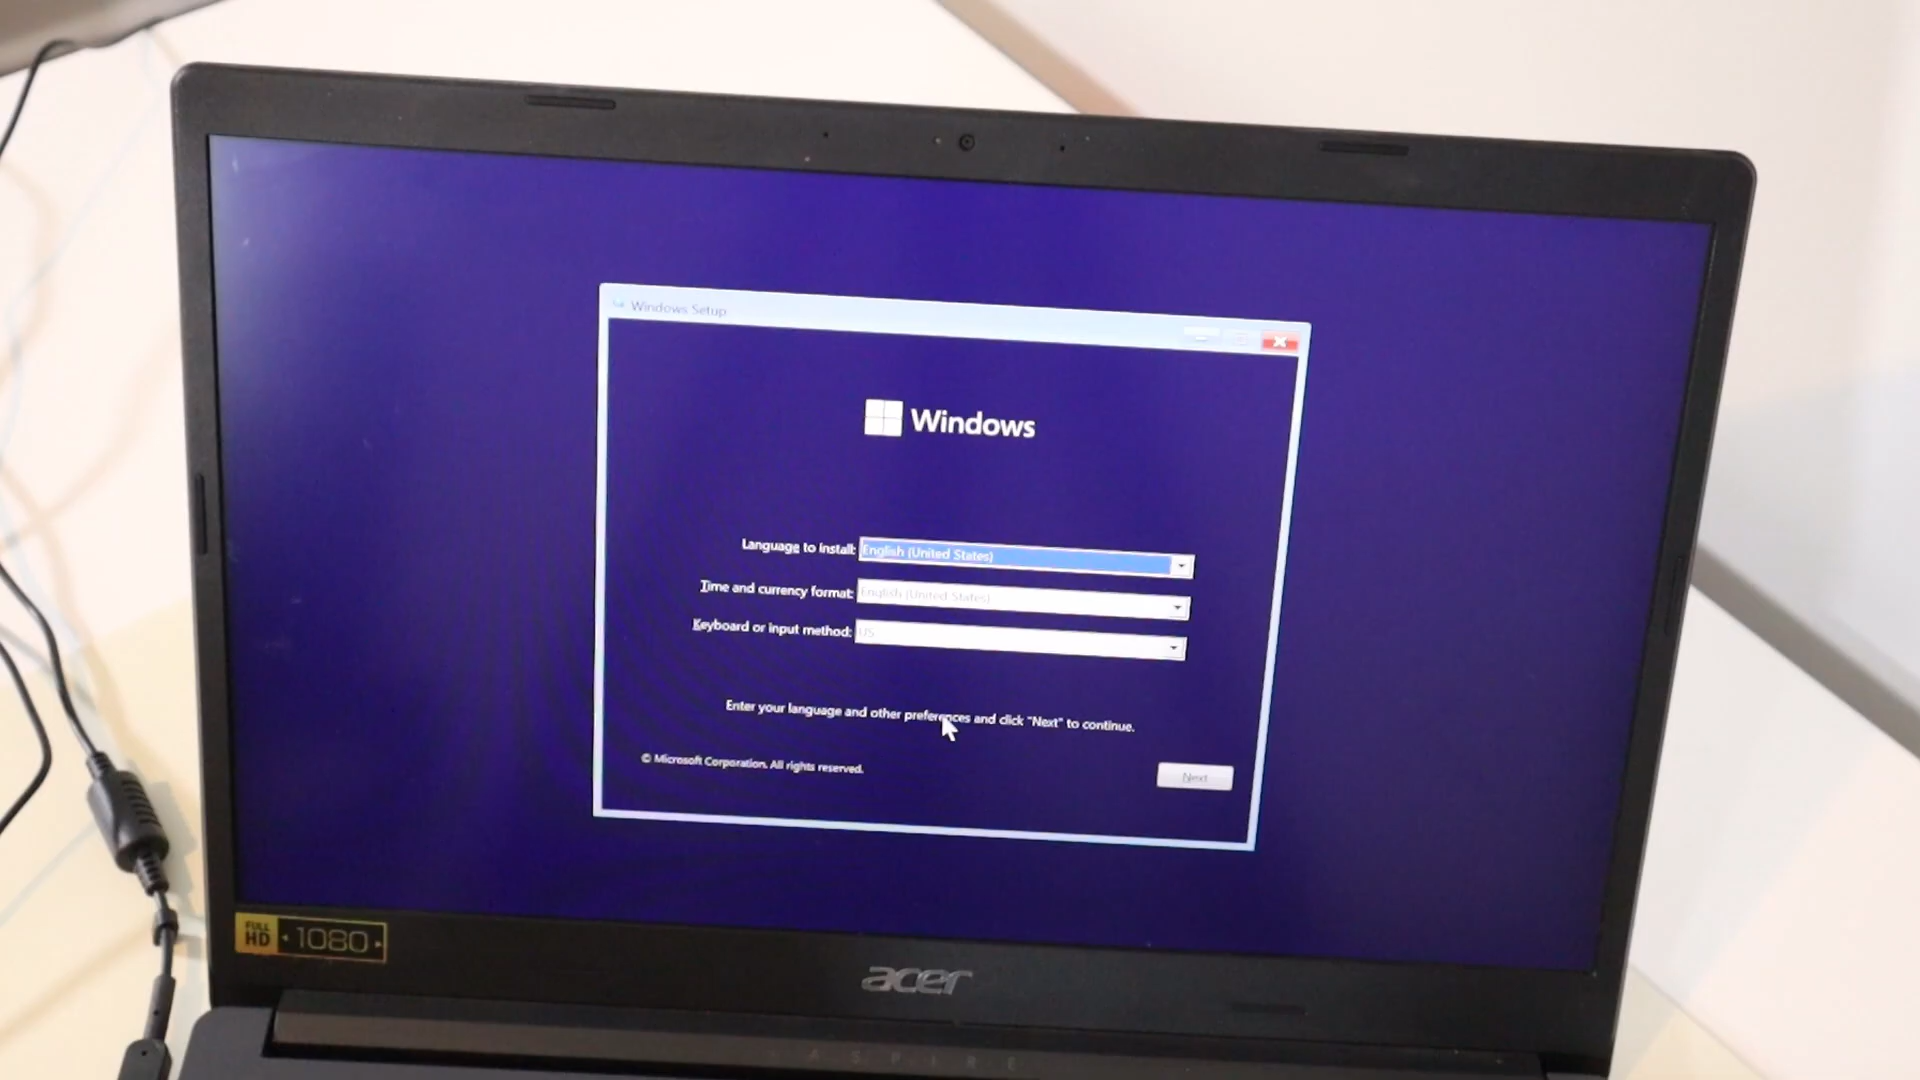 Windows Setup
Windows
Language to install: English (United States)
Time and currency format: English (United States)
Keyboard or input method: US
Enter your language and other preferences and click "Next" to continue.
© Microsoft Corporation. All rights reserved.
Next
FULL HD 1080
acer
ASPIRE